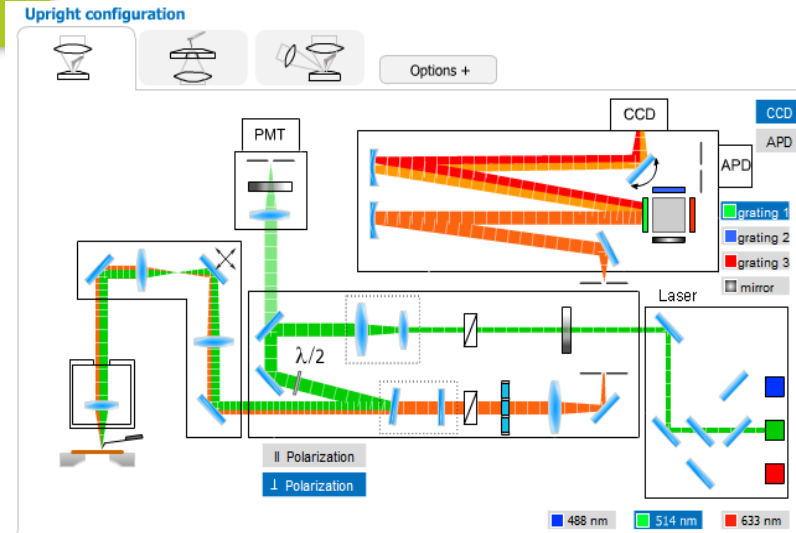 Upright configuration
Options +
CCD
CCD
APD
PMT
APD
grating 1
grating 2
grating 3
mirror
Laser
λ/2
|| Polarization
⊥ Polarization
488 nm
514 nm
633 nm